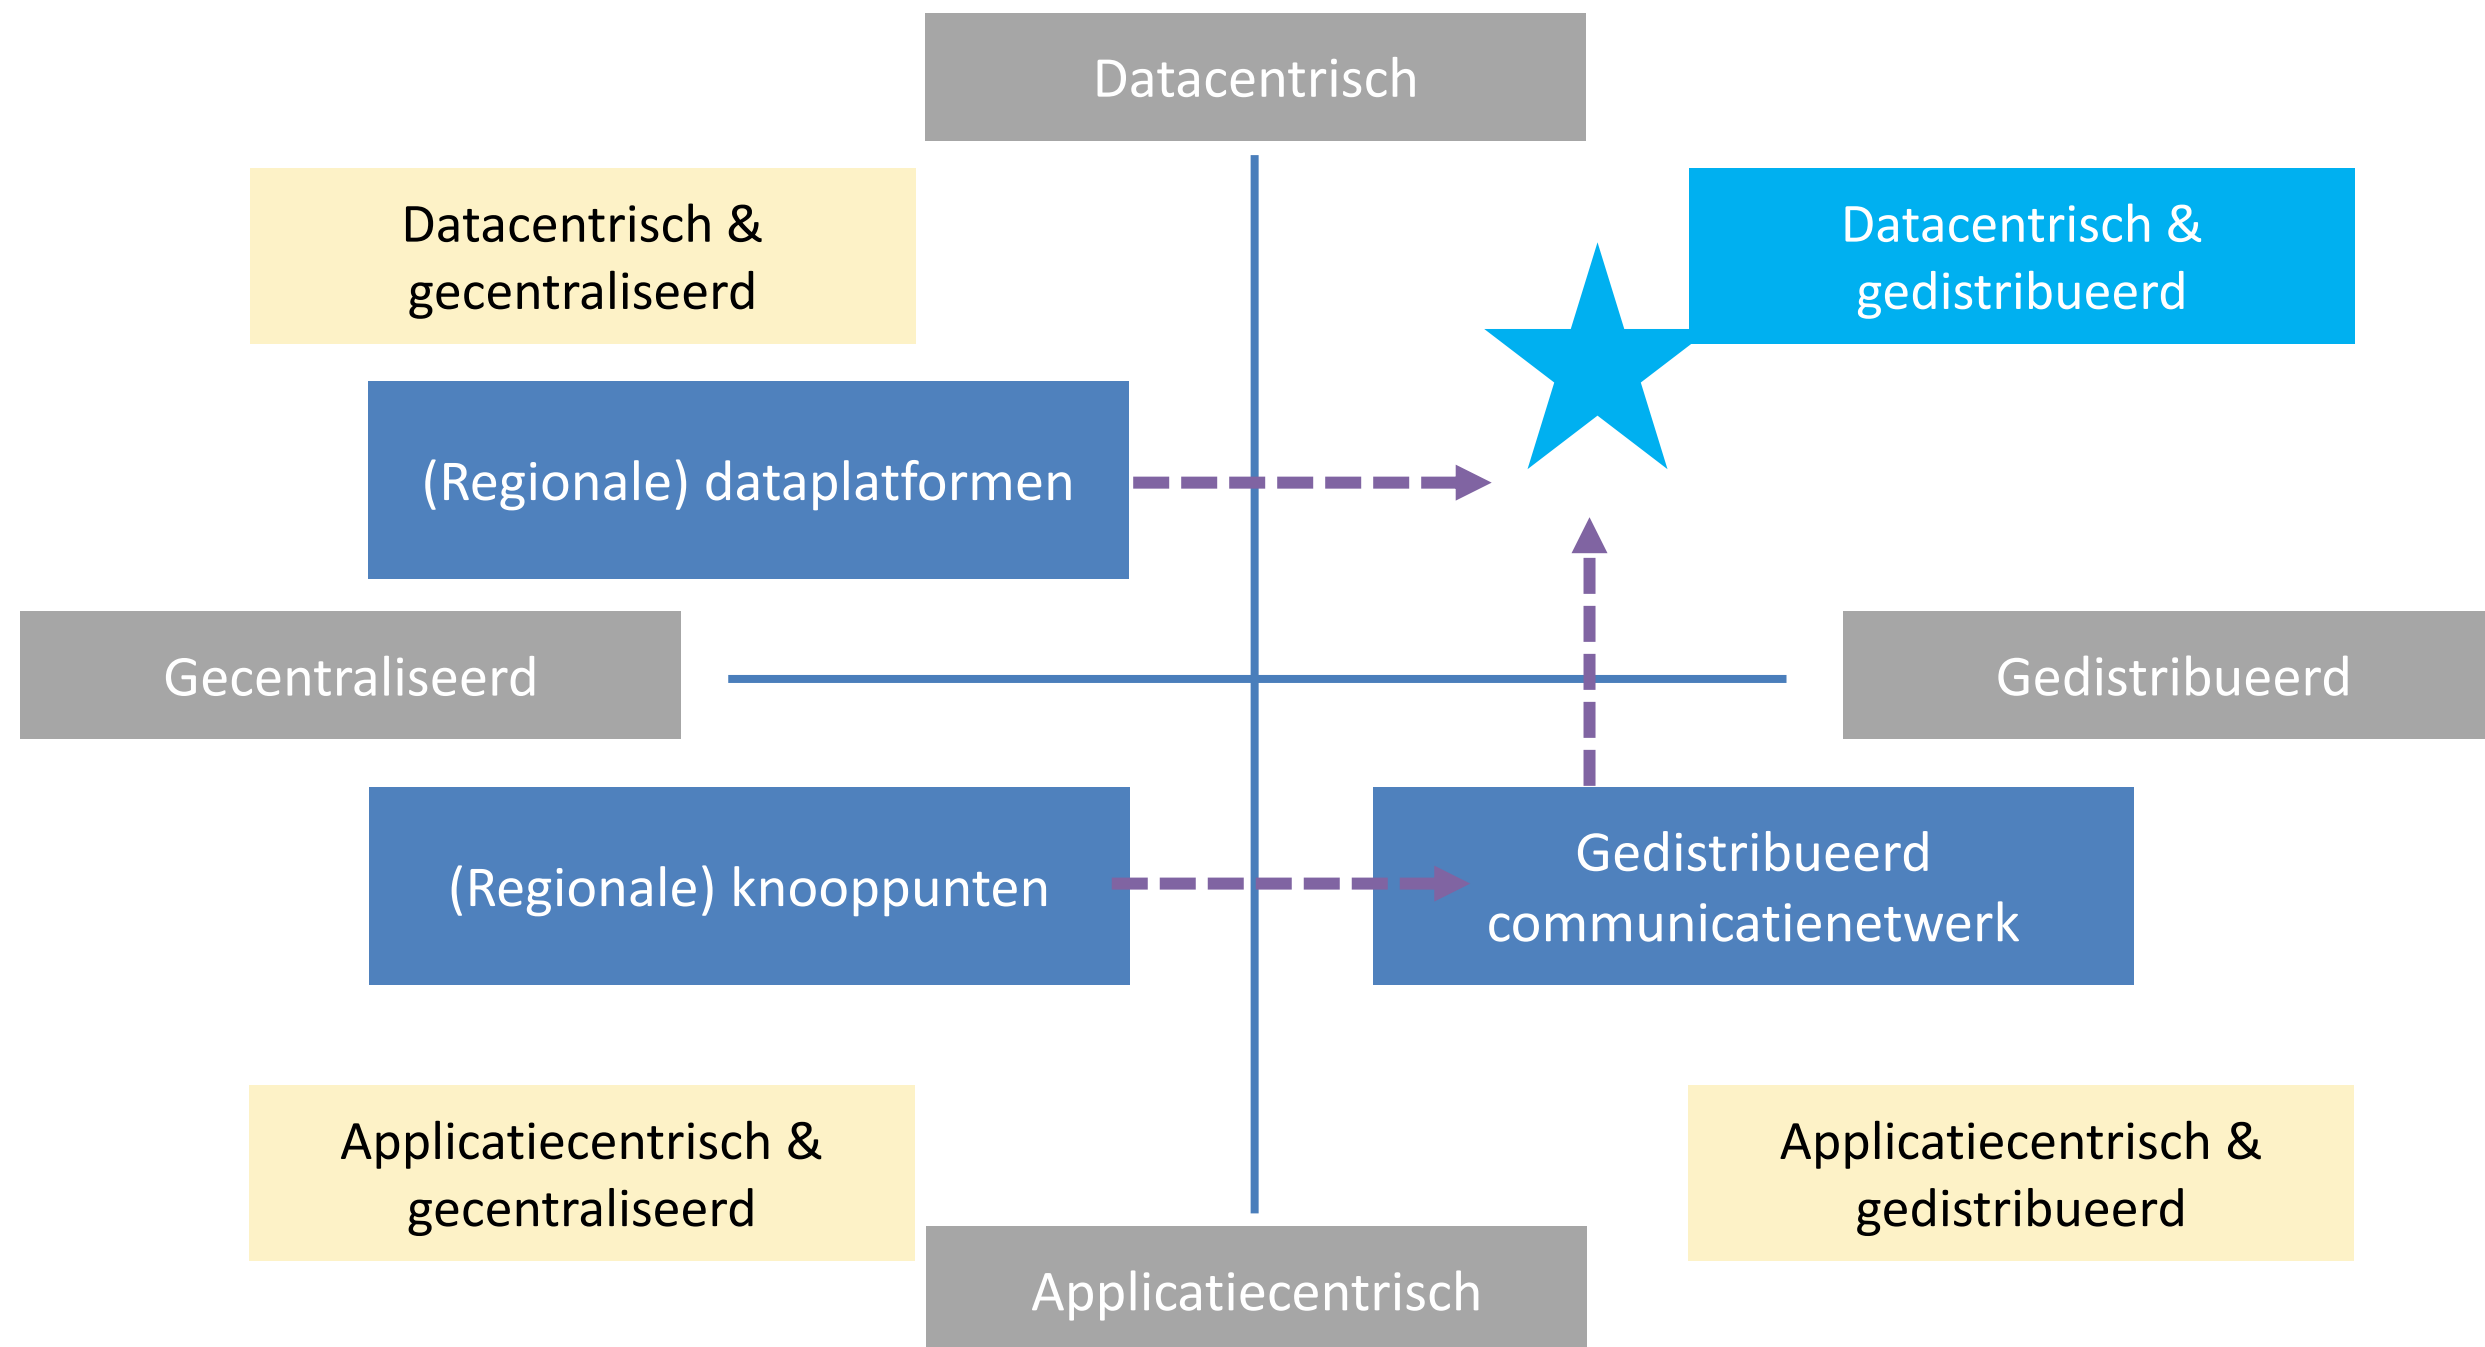 Datacentrisch
Datacentrisch &
gecentraliseerd
Datacentrisch &
gedistribueerd
(Regionale) dataplatformen
Gecentraliseerd
Gedistribueerd
(Regionale) knooppunten
Gedistribueerd
communicatienetwerk
Applicatiecentrisch &
gecentraliseerd
Applicatiecentrisch &
gedistribueerd
Applicatiecentrisch